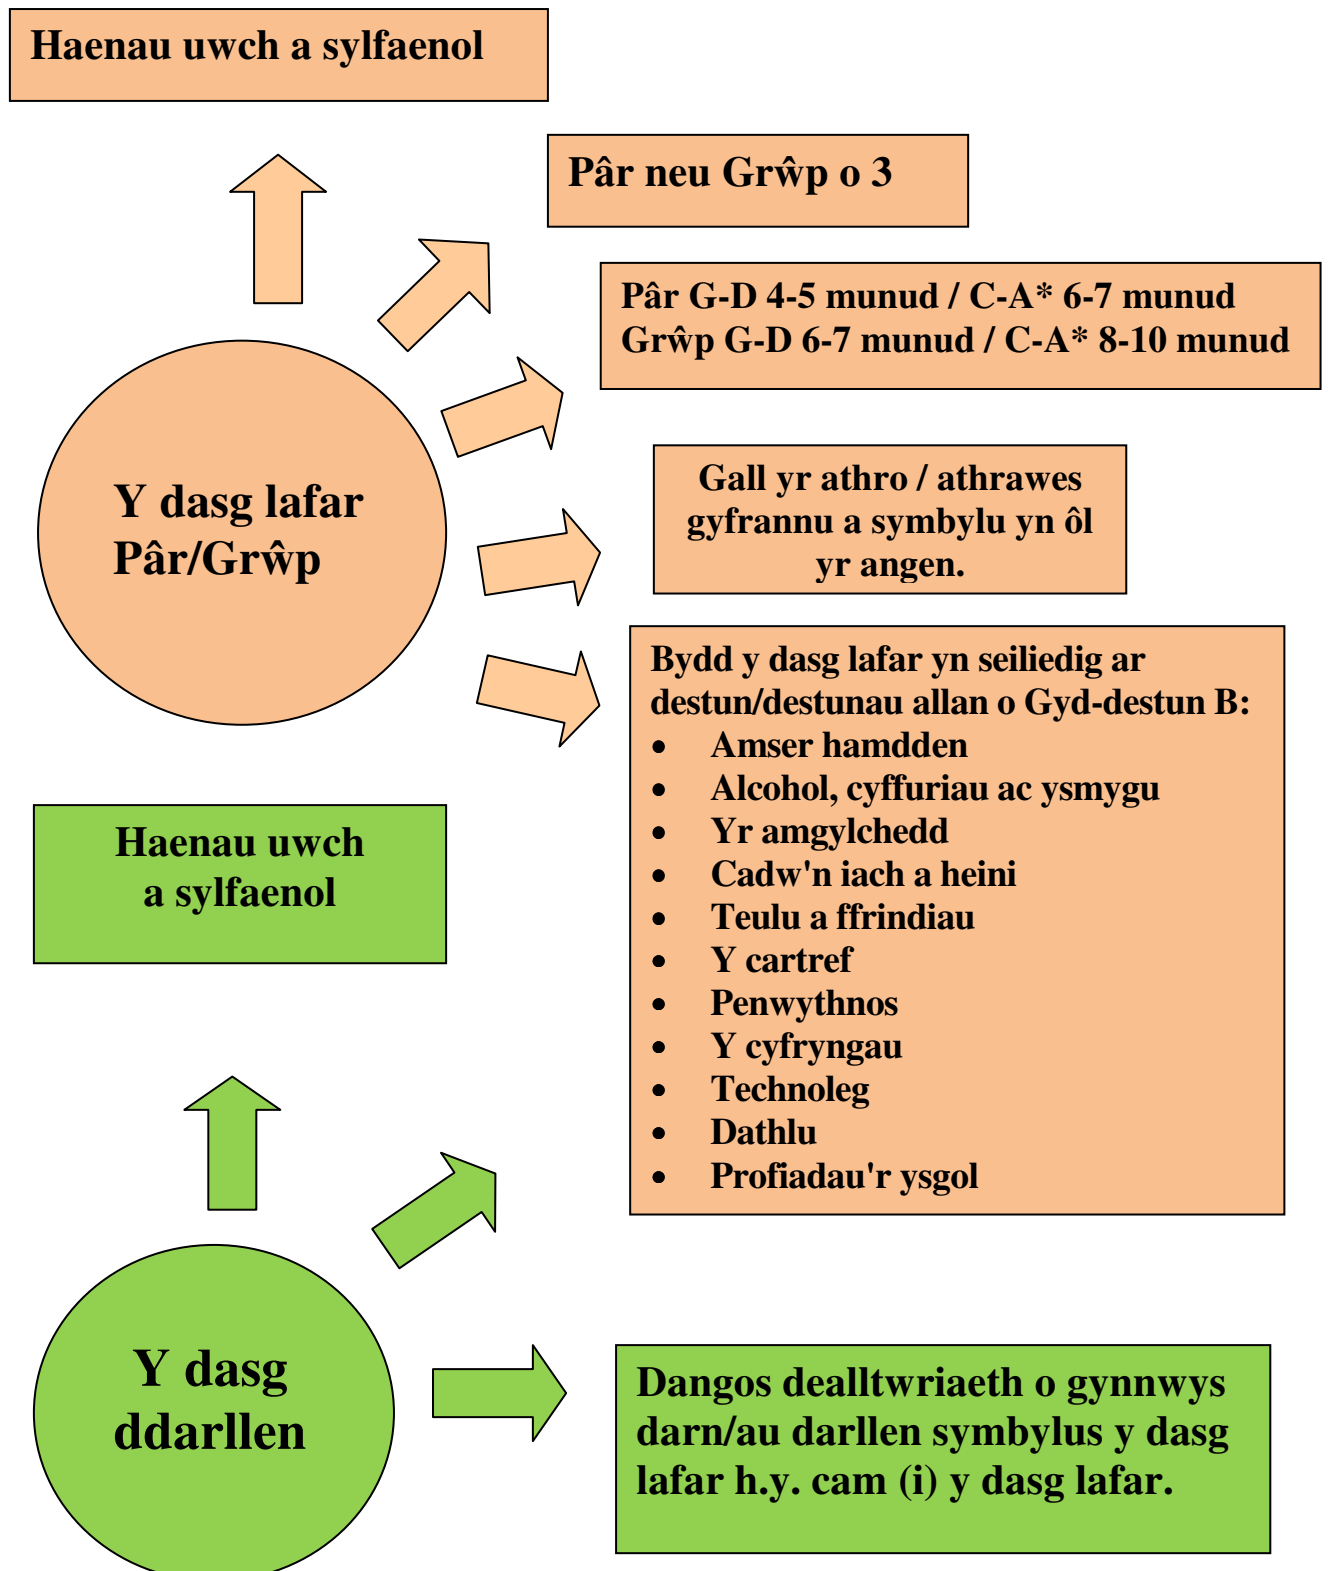 Haenau uwch a sylfaenol
Pâr neu Grŵp o 3
Pâr G-D 4-5 munud / C-A* 6-7 munud
Grŵp G-D 6-7 munud / C-A* 8-10 munud
Y dasg lafar
Pâr/Grŵp
Gall yr athro / athrawes
gyfrannu a symbylu yn ôl
yr angen.
Bydd y dasg lafar yn seiliedig ar
destun/destunau allan o Gyd-destun B:
• Amser hamdden
• Alcohol, cyffuriau ac ysmygu
• Yr amgylchedd
• Cadw'n iach a heini
• Teulu a ffrindiau
• Y cartref
• Penwythnos
• Y cyfryngau
• Technoleg
• Dathlu
• Profiadau'r ysgol
Haenau uwch
a sylfaenol
Y dasg
ddarllen
Dangos dealltwriaeth o gynnwys
darn/au darllen symbylus y dasg
lafar h.y. cam (i) y dasg lafar.